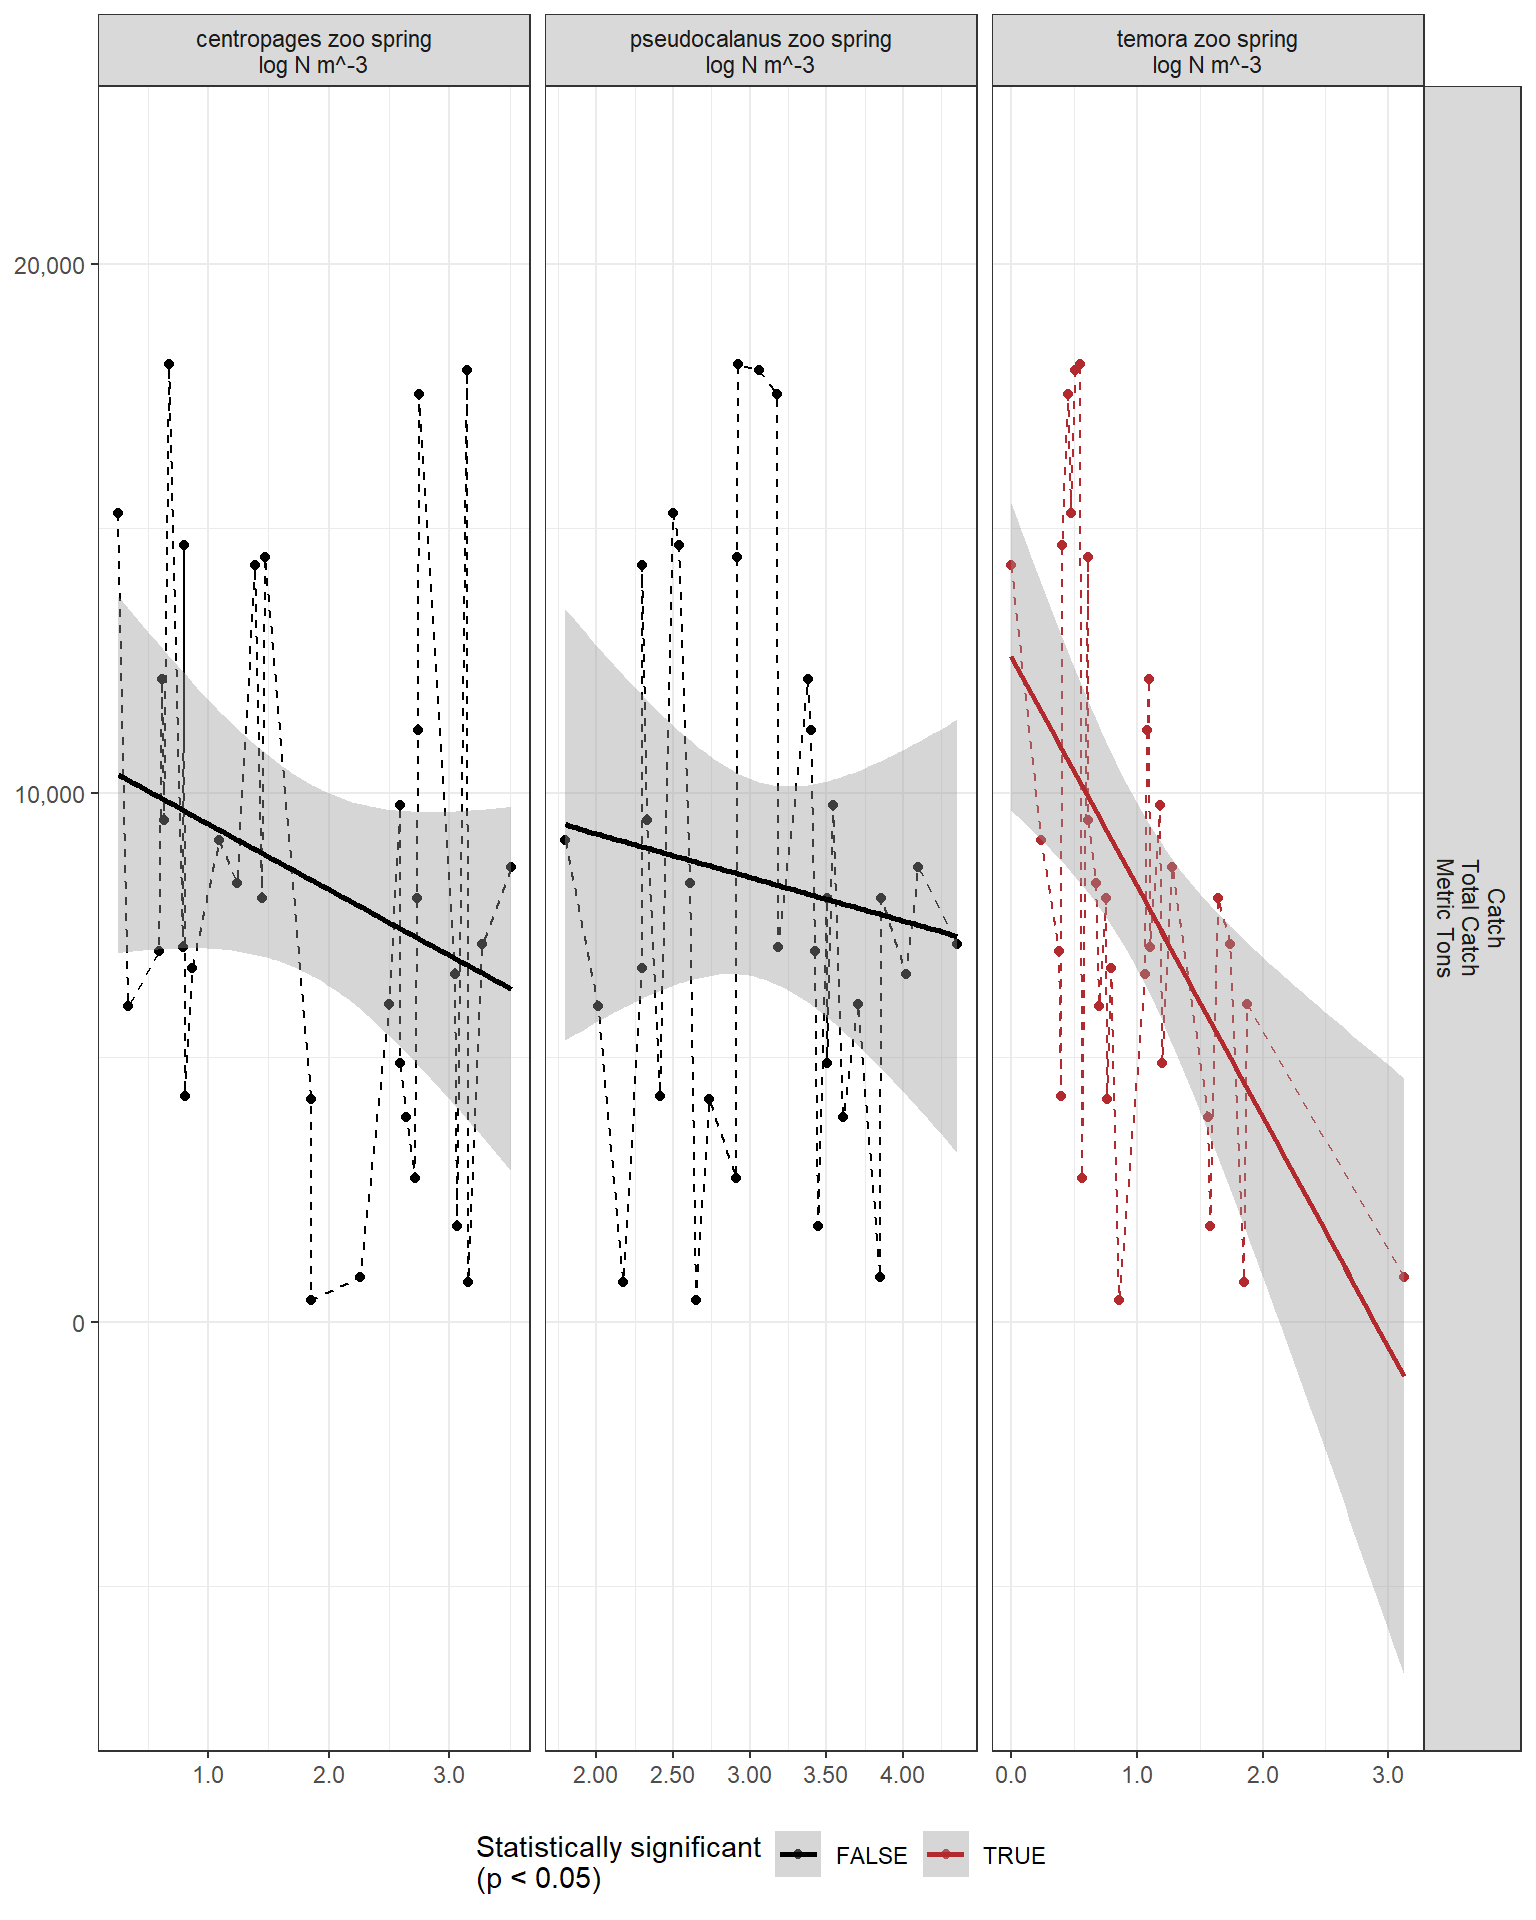 centropages zoo spring
log N m^-3
pseudocalanus zoo spring
log N m^-3
temora zoo spring
log N m^-3
20,000
10,000
0
Catch
Total Catch
Metric Tons
1.0 2.0 3.0
2.00 2.50 3.00 3.50 4.00
0.0 1.0 2.0 3.0
Statistically significant
(p < 0.05)
FALSE
TRUE